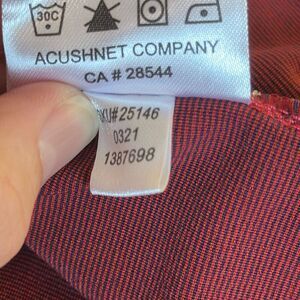 30C
ACUSHNET COMPANY
CA # 28544
KU#25146
0321
1387698